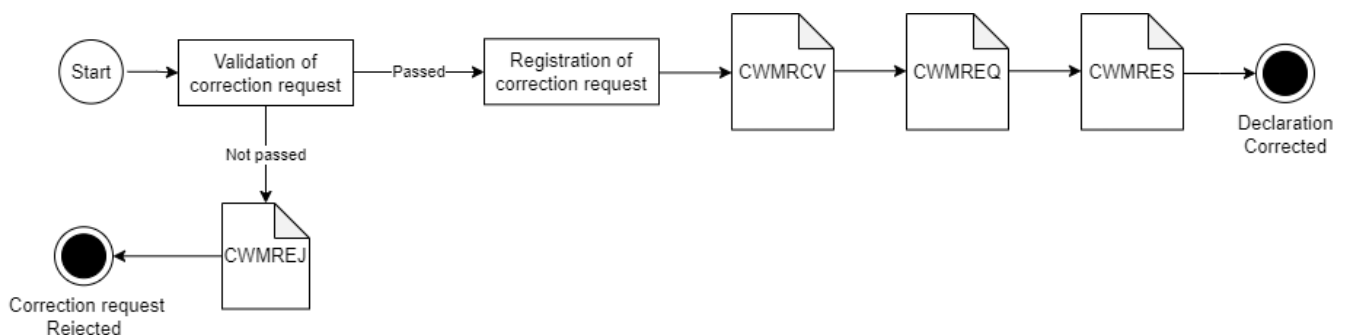 Start
Validation of
correction request
Passed
Registration of
correction request
CWMRCV
CWMREQ
CWMRES
Declaration
Corrected
Not passed
CWMREJ
Correction request
Rejected